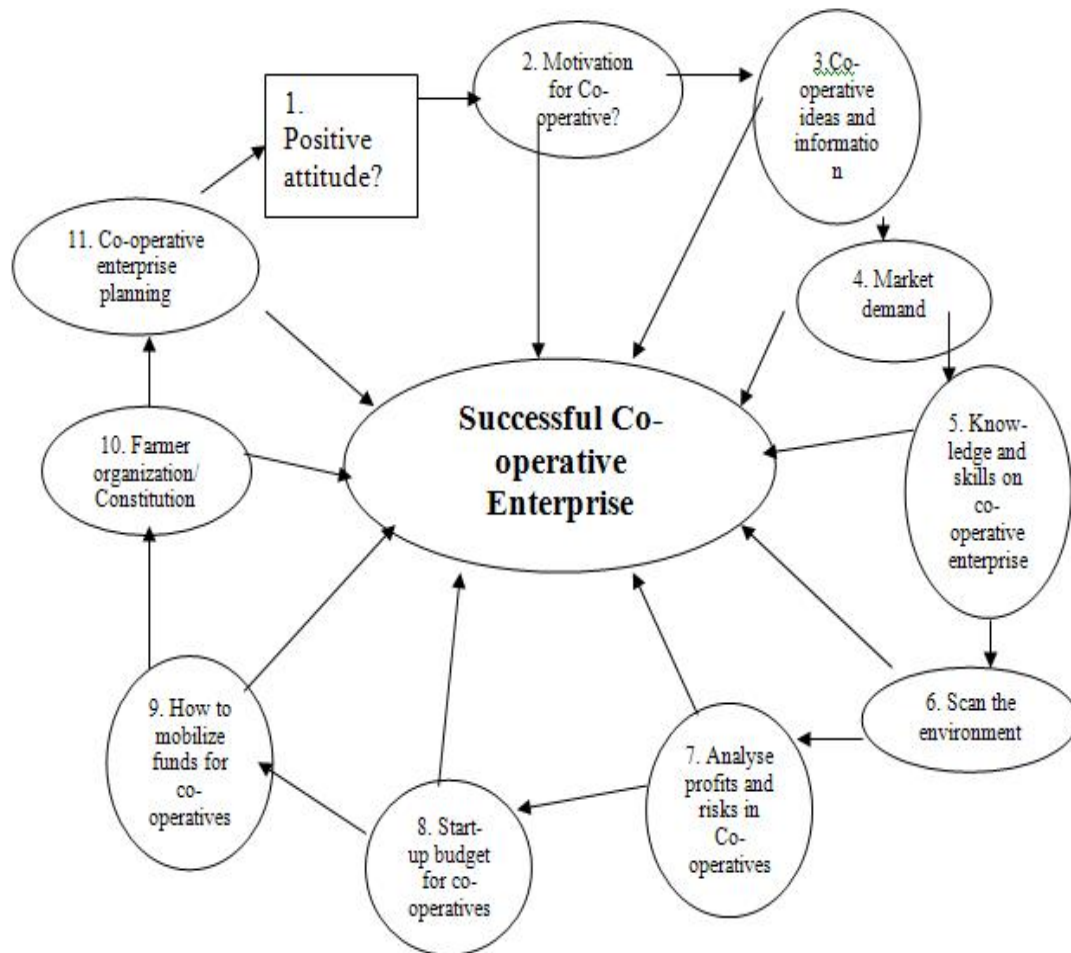 1.
Positive
attitude?
2. Motivation
for Co-
operative?
3.Co-
operative
ideas and
informatio
n
4. Market
demand
5. Know-
ledge and
skills on
co-
operative
enterprise
6. Scan the
environment
7. Analyse
profits and
risks in
Co-
operatives
8. Start-
up budget
for co-
operatives
9. How to
mobilize
funds for
co-
operatives
10. Farmer
organization/
Constitution
11. Co-operative
enterprise
planning
Successful Co-
operative
Enterprise